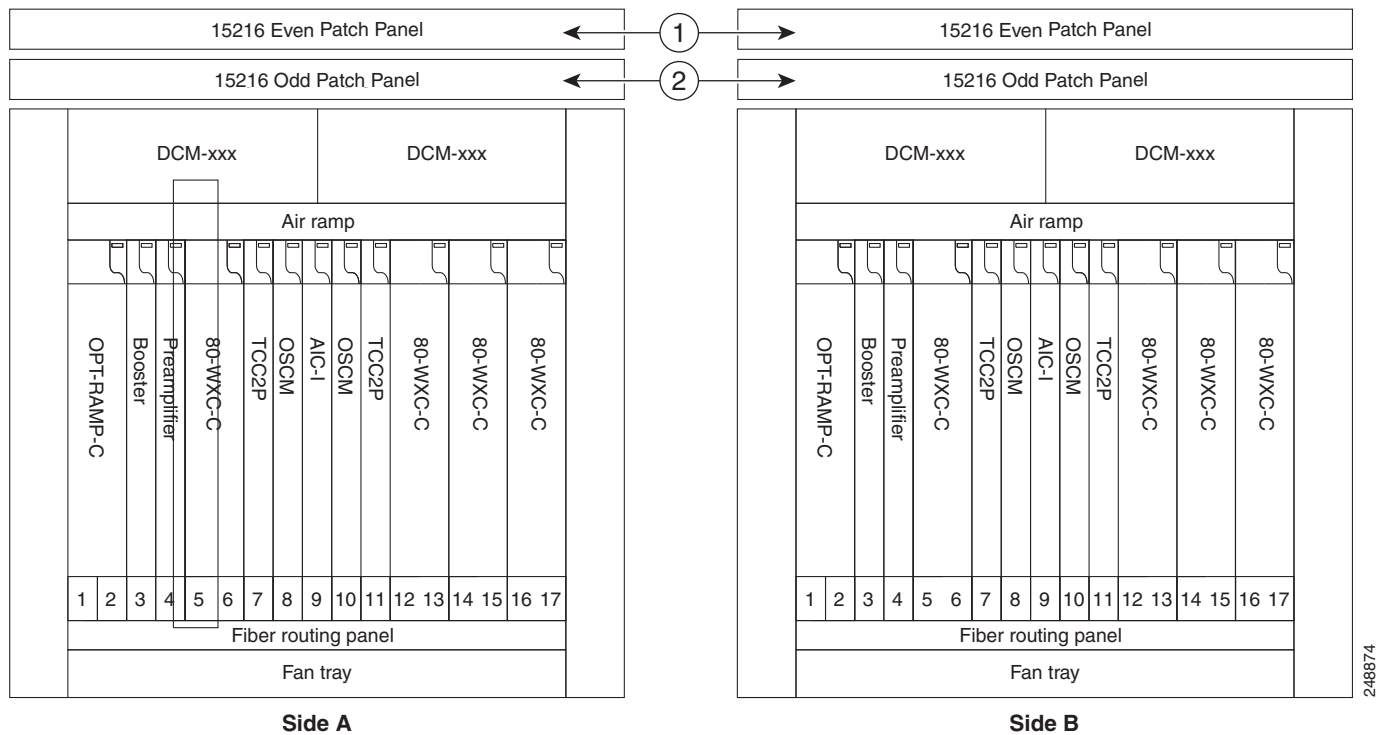 15216 Even Patch Panel
1
15216 Even Patch Panel
15216 Odd Patch Panel
2
15216 Odd Patch Panel
DCM-xxx
DCM-xxx
Air ramp
OPT-RAMP-C
Booster
Preamplifier
80-WXC-C
TCC2P
OSCM
AIC-I
OSCM
TCC2P
80-WXC-C
80-WXC-C
80-WXC-C
1 2 3 4 5 6 7 8 9 10 11 12 13 14 15 16 17
Fiber routing panel
Fan tray
Side A
DCM-xxx
DCM-xxx
Air ramp
OPT-RAMP-C
Booster
Preamplifier
80-WXC-C
TCC2P
OSCM
AIC-I
OSCM
TCC2P
80-WXC-C
80-WXC-C
80-WXC-C
1 2 3 4 5 6 7 8 9 10 11 12 13 14 15 16 17
Fiber routing panel
Fan tray
Side B
248874